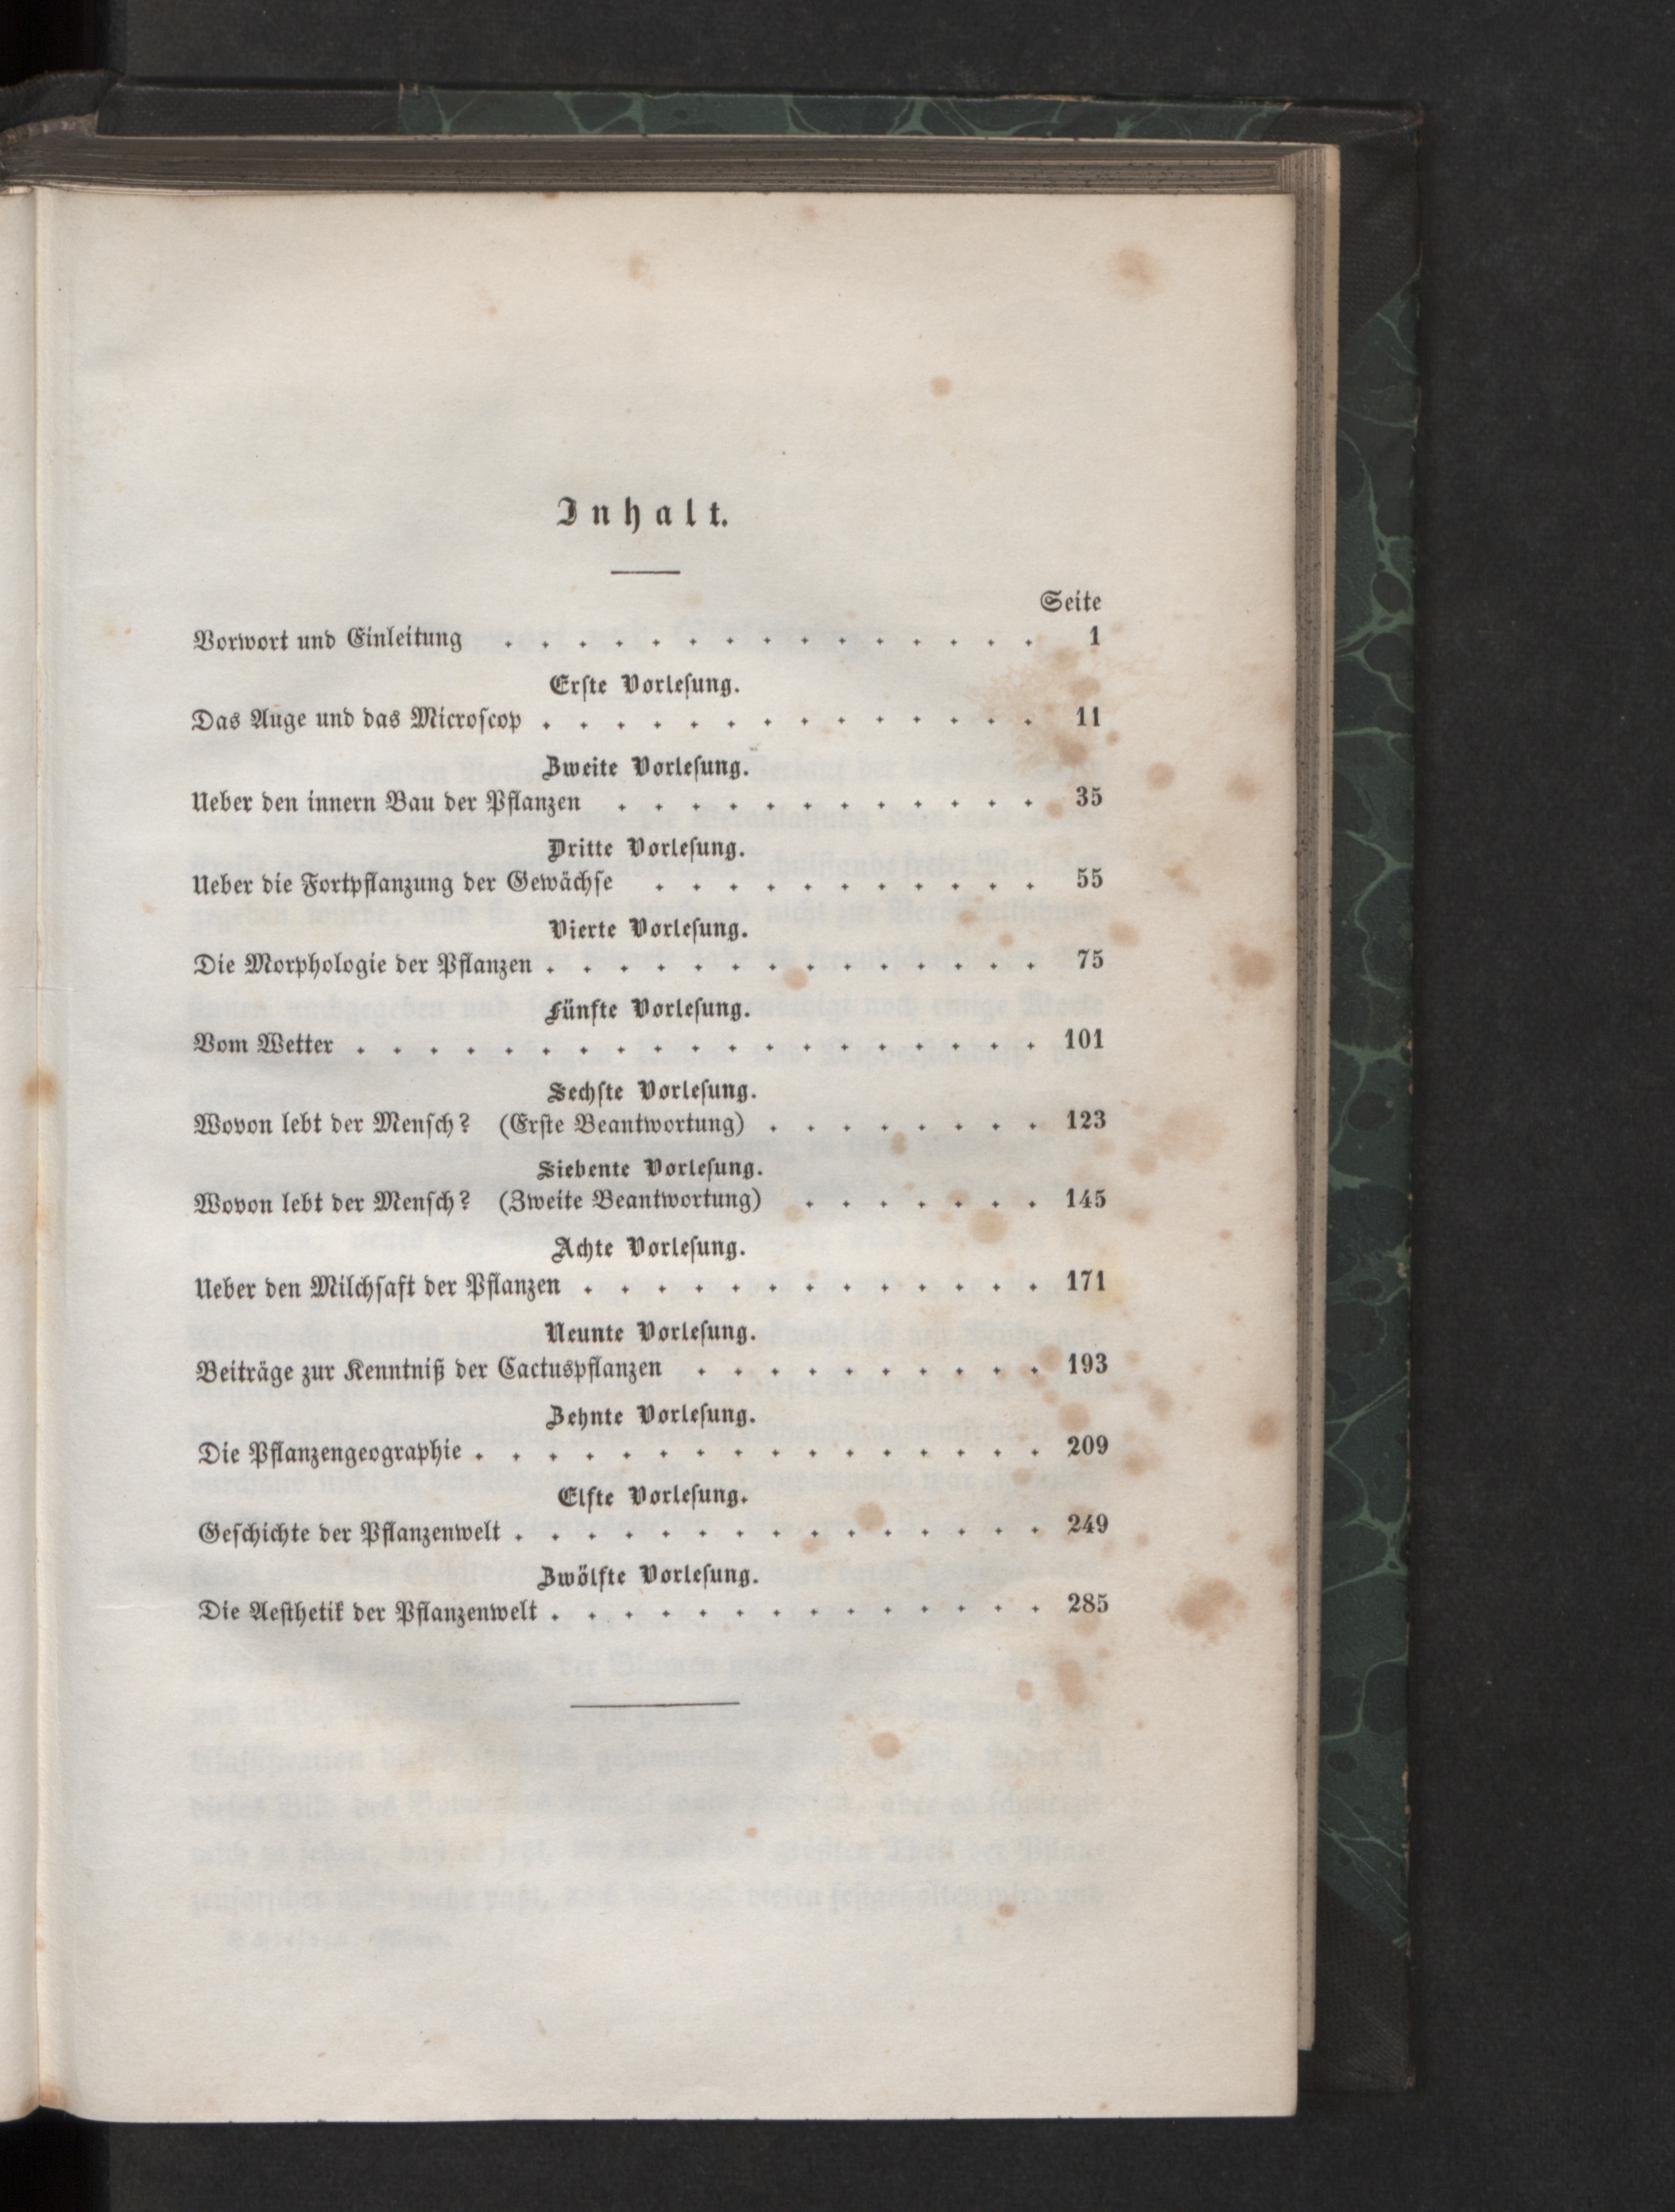 Inhalt.
Seite
Vorwort und Einleitung . . . . . . . . . . . . . . . 1
Erſte Vorleſung.
Das Auge und das Microſcop . . . . . . . . . . . . . . 11
Zweite Vorleſung.
Ueber den innern Bau der Pflanzen . . . . . . . . . . . . 35
Dritte Vorleſung.
Ueber die Fortpflanzung der Gewächſe . . . . . . . . . . . 55
Vierte Vorleſung.
Die Morphologie der Pflanzen . . . . . . . . . . . . . . 75
Fünfte Vorleſung.
Vom Wetter . . . . . . . . . . . . . . . . . . . 101
Sechſte Vorleſung.
Wovon lebt der Menſch? (Erſte Beantwortung) . . . . . . . . 123
Siebente Vorleſung.
Wovon lebt der Menſch? (Zweite Beantwortung) . . . . . . . 145
Achte Vorleſung.
Ueber den Milchſaft der Pflanzen . . . . . . . . . . . . . 171
Neunte Vorleſung.
Beiträge zur Kenntniß der Cactuspflanzen . . . . . . . . . . 193
Zehnte Vorleſung.
Die Pflanzengeographie . . . . . . . . . . . . . . . . 209
Elfte Vorleſung.
Geſchichte der Pflanzenwelt . . . . . . . . . . . . . . . 249
Zwölfte Vorleſung.
Die Aeſthetik der Pflanzenwelt . . . . . . . . . . . . . . 285